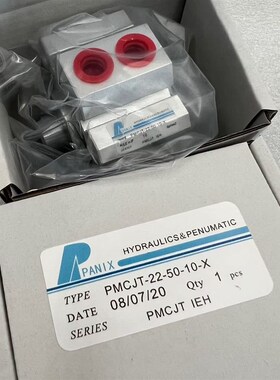 PANIX
HYDRAULICS&PENUMATIC
TYPE PMCJT-22-50-10-X
DATE 08/07/20 Qty 1 pcs
SERIES PMCJT IEH